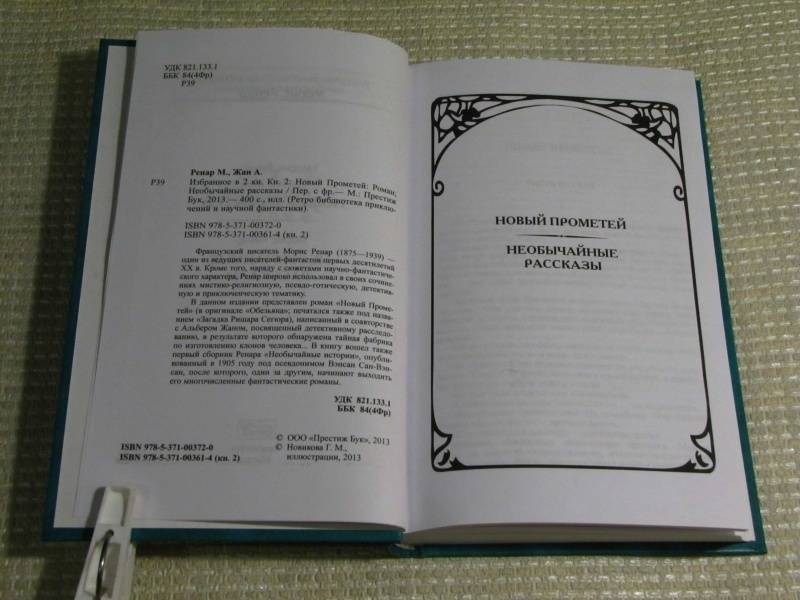 УДК 821.133.1
ББК 84(4Фр)
Р39
Ренар М., Жан А.
Р39 Избранное в 2 кн. Кн. 2: Новый Прометей: Роман;
Необычайные рассказы / Пер. с фр.— М.: Престиж
Бук, 2013.— 400 с., илл. (Ретро библиотека приклю-
чений и научной фантастики).
ISBN 978-5-371-00372-0
ISBN 978-5-371-00361-4 (кн. 2)
Французский писатель Морис Ренар (1875—1939) —
один из ведущих писателей-фантастов первых десятилетий
XX в. Кроме того, наряду с сюжетами научно-фантастиче-
ского характера, Ренар широко использовал в своих сочине-
ниях мистико-религиозную, псевдо-готическую, детектив-
ную и приключенческую тематику.
В данном издании представлен роман «Новый Проме-
тей» (в оригинале «Обезьяна»; печатался также под назва-
нием «Загадка Ришара Сегюра»), написанный в соавторстве
с Альбером Жаном, посвященный детективному расследо-
ванию, в результате которого обнаружена тайная фабрика
по изготовлению клонов человека... В книгу вошел также
первый сборник Ренара «Необычайные истории», опубли-
кованный в 1905 году под псевдонимом Вэнсан Сан-Вэн-
сан, после которого, один за другим, начинают выходить
его многочисленные фантастические романы.
УДК 821.133.1
ББК 84(4Фр)
ISBN 978-5-371-00372-0
ISBN 978-5-371-00361-4 (кн. 2)
© ООО «Престиж Бук», 2013
© Новикова Г. М.,
иллюстрации, 2013
НОВЫЙ ПРОМЕТЕЙ
НЕОБЫЧАЙНЫЕ
РАССКАЗЫ